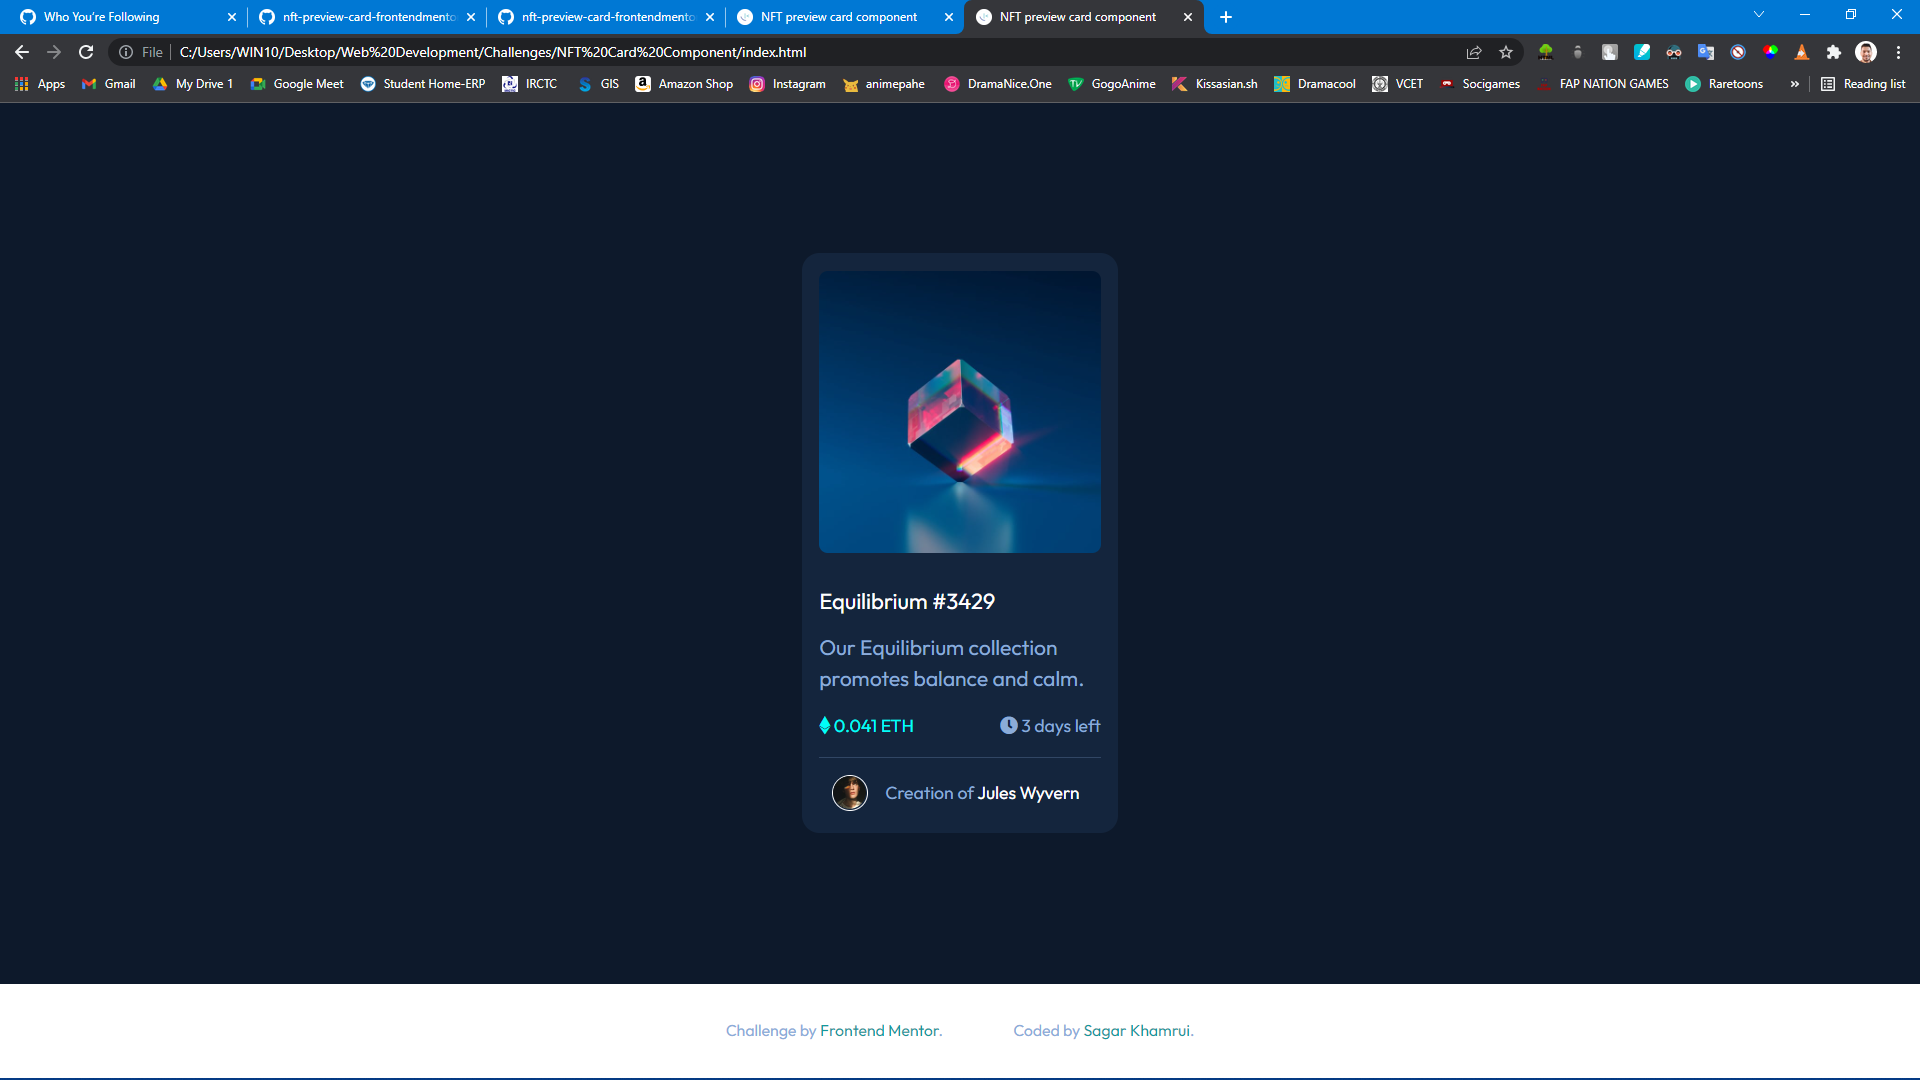 Who You're Following
nft-preview-card-frontendmento
nft-preview-card-frontendmento
NFT preview card component
NFT preview card component
File
C:/Users/WIN10/Desktop/Web%20Development/Challenges/NFT%20Card%20Component/index.html
Apps
Gmail
My Drive 1
Google Meet
Student Home-ERP
IRCTC
GIS
Amazon Shop
Instagram
animepahe
DramaNice.One
GogoAnime
Kissasian.sh
Dramacool
VCET
Socigames
FAP NATION GAMES
Raretoons
»
Reading list
Equilibrium #3429
Our Equilibrium collection
promotes balance and calm.
0.041 ETH
3 days left
Creation of Jules Wyvern
Challenge by Frontend Mentor.
Coded by Sagar Khamrui.